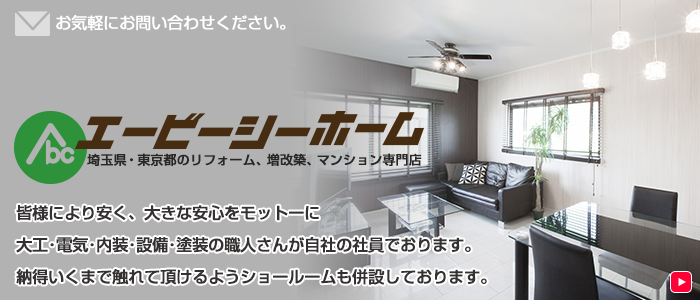 お気軽にお問い合わせください。
エービーシーホーム
Abc
埼玉県・東京都のリフォーム、増改築、マンション専門店
皆様により安く、大きな安心をモットーに
大工・電気・内装・設備・塗装の職人さんが自社の社員でおります。
納得いくまで触れて頂けるようショールームも併設しております。